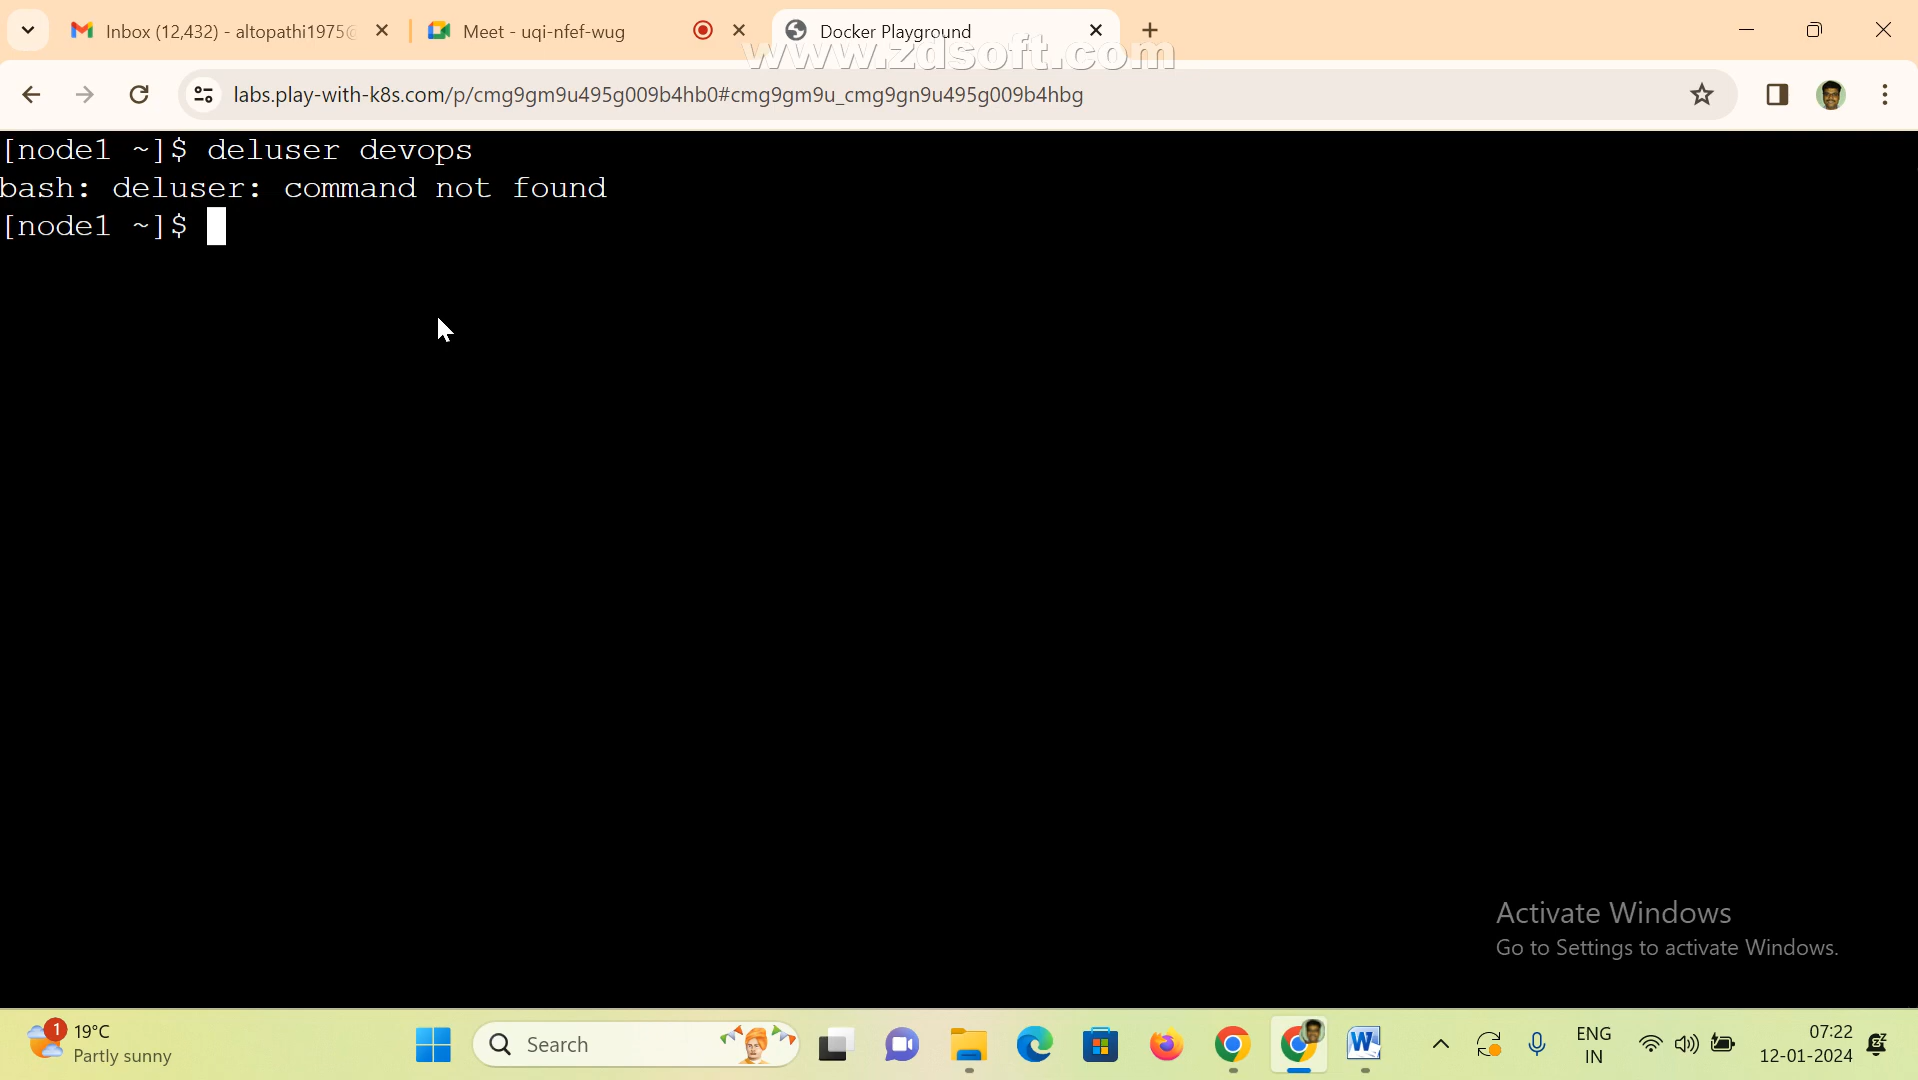 Inbox (12,432) - altopathi1975@
Meet - uqi-nfef-wug
Docker Playground
www.zdsoft.com
labs.play-with-k8s.com/p/cmg9gm9u495g009b4hb0#cmg9gm9u_cmg9gn9u495g009b4hbg
[node1 ~]$ deluser devops
bash: deluser: command not found
[node1 ~]$
Activate Windows
Go to Settings to activate Windows.
1
19°C
Partly sunny
Search
W
ENG
IN
07:22
12-01-2024